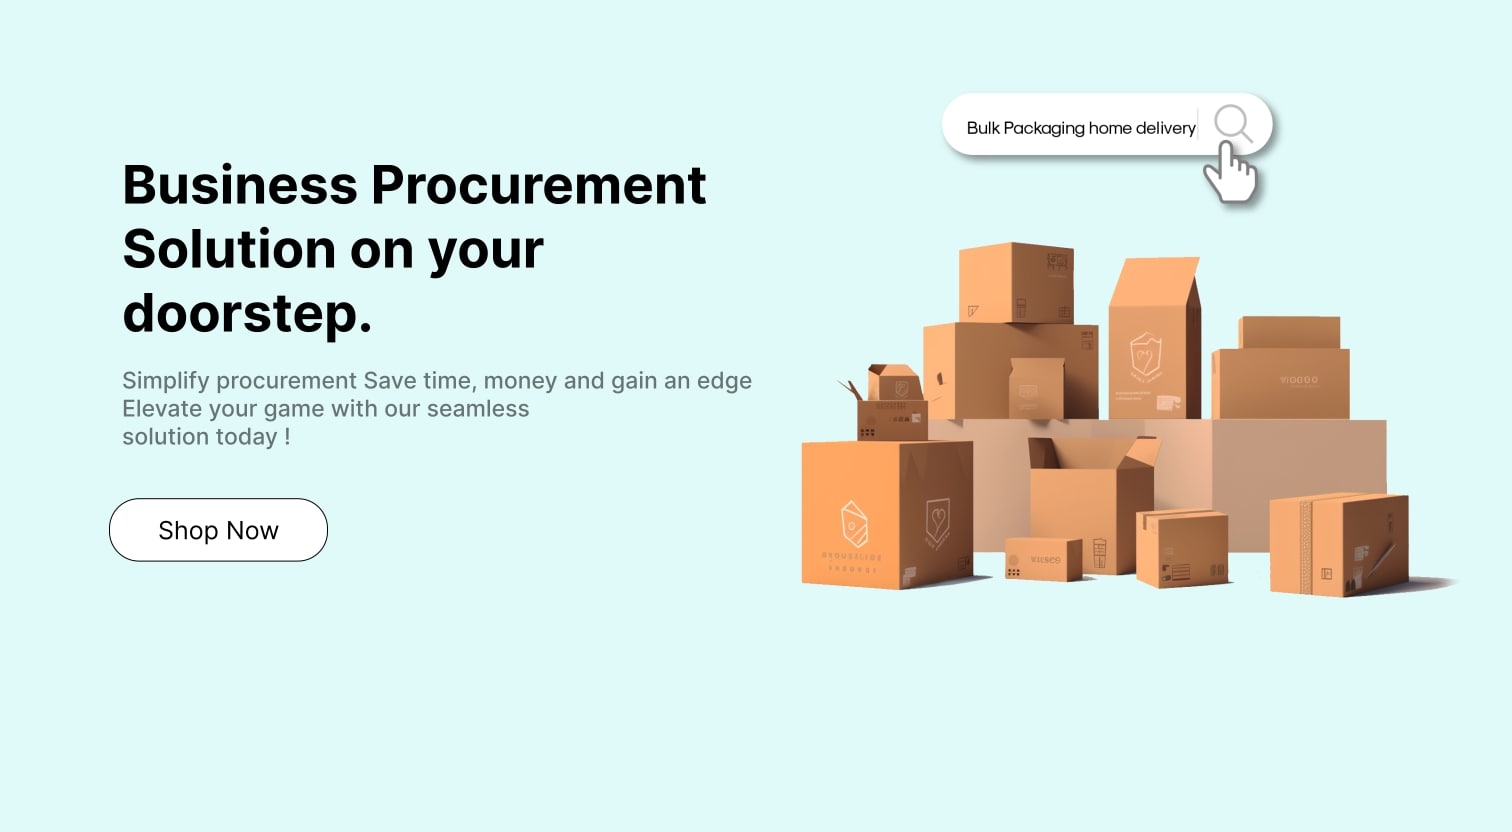 Bulk Packaging home delivery
Business Procurement
Solution on your
doorstep.
Simplify procurement Save time, money and gain an edge
Elevate your game with our seamless
solution today !
Shop Now